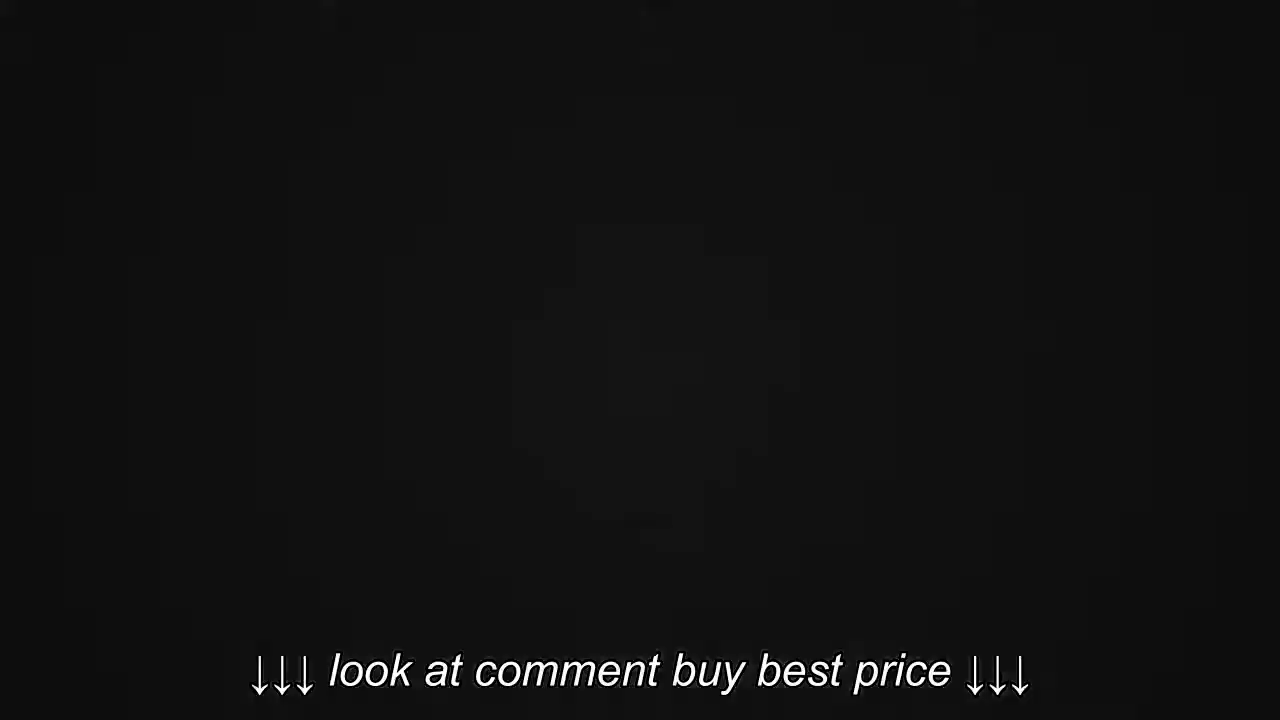 ↓↓↓ look at comment buy best price ↓↓↓